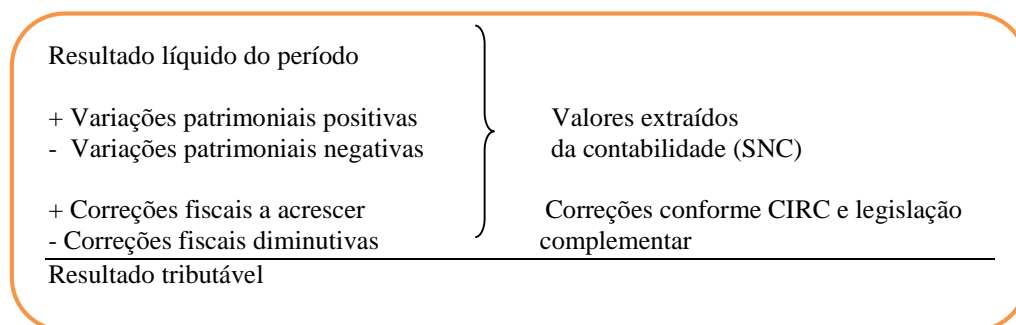 Resultado líquido do período
+ Variações patrimoniais positivas Valores extraídos
- Variações patrimoniais negativas da contabilidade (SNC)
+ Correções fiscais a acrescer Correções conforme CIRC e legislação
- Correções fiscais diminutivas complementar
Resultado tributável